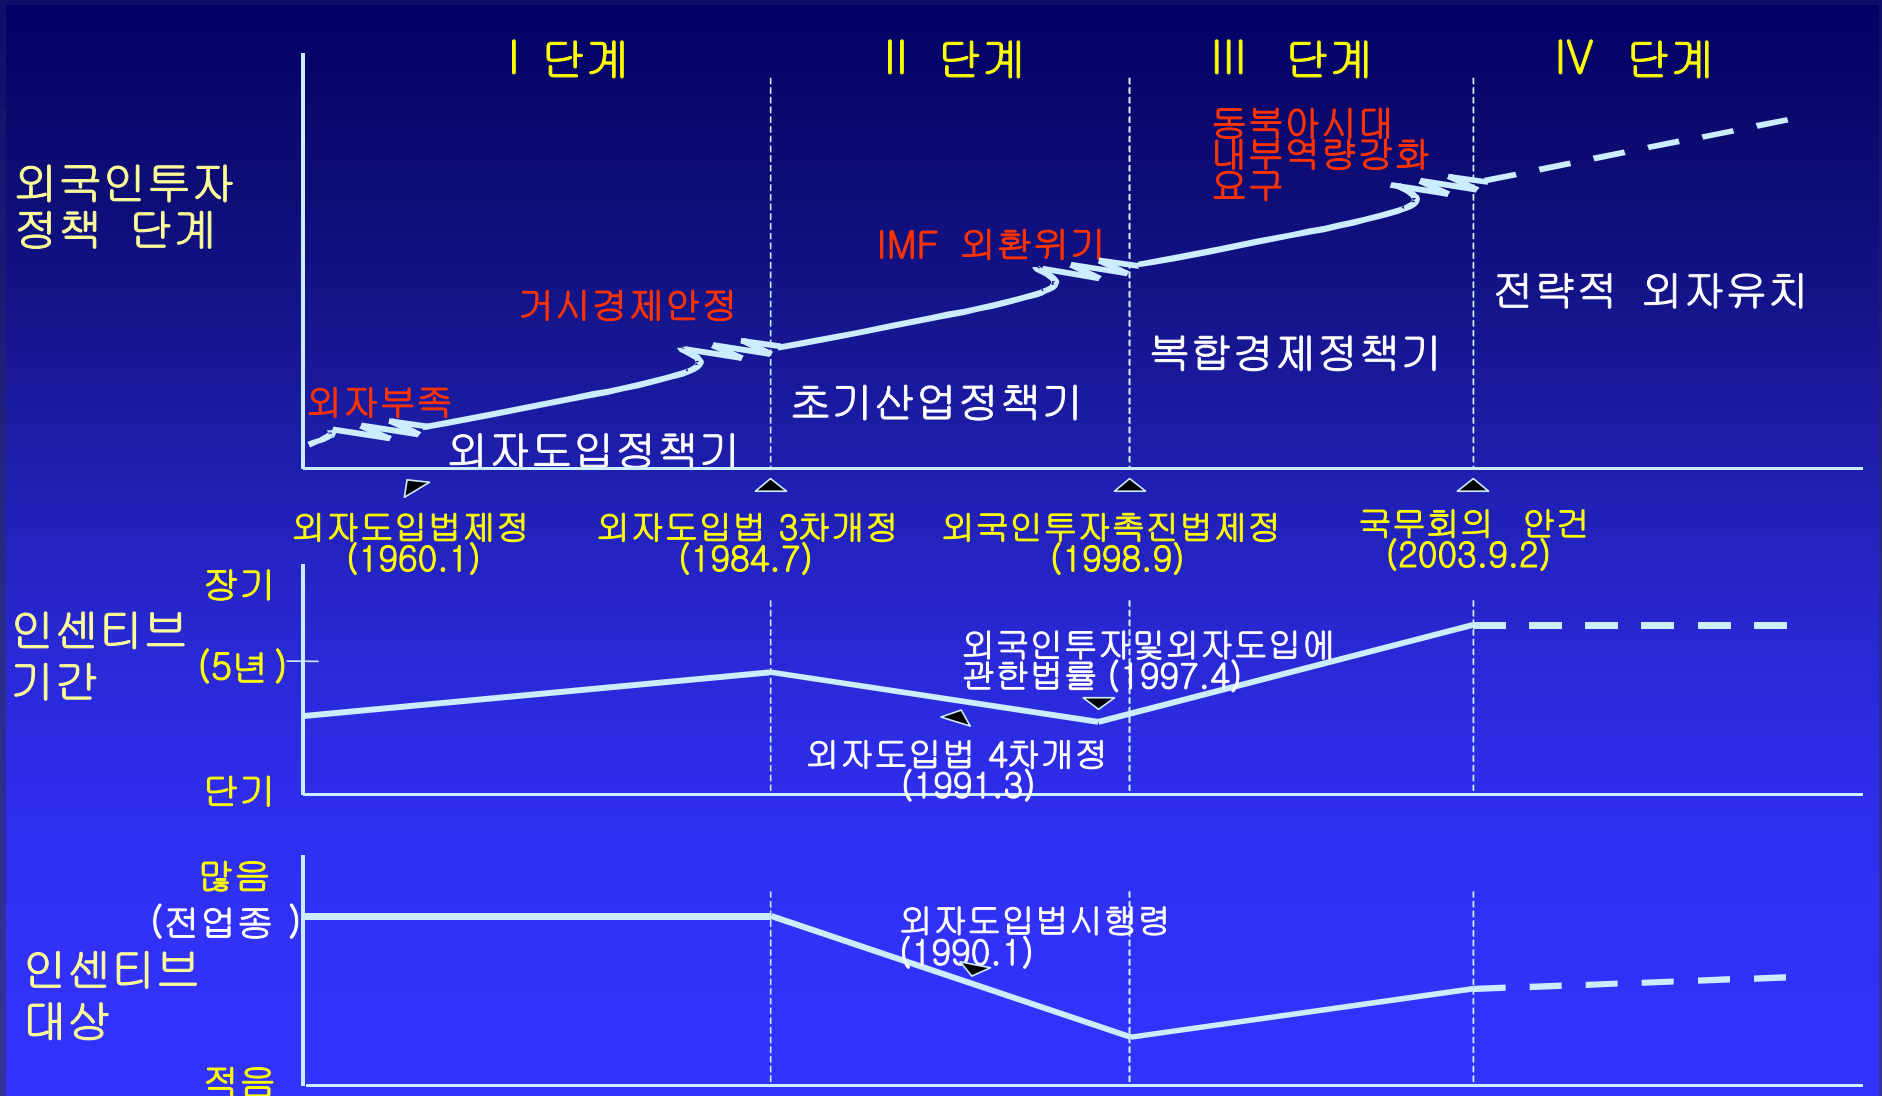 I 단계
II 단계
III 단계
IV 단계
외국인투자
정책 단계
동북아시대
내부역량강화
요구
IMF 외환위기
거시경제안정
외자부족
전략적 외자유치
복합경제정책기
초기산업정책기
외자도입정책기
외자도입법제정
(1960.1)
외자도입법 3차개정
(1984.7)
외국인투자촉진법제정
(1998.9)
국무회의 안건
(2003.9.2)
인센티브
기간
장기
(5년)
단기
외국인투자및외자도입에
관한법률 (1997.4)
외자도입법 4차개정
(1991.3)
인센티브
대상
많음
(전업종 )
적음
외자도입법시행령
(1990.1)